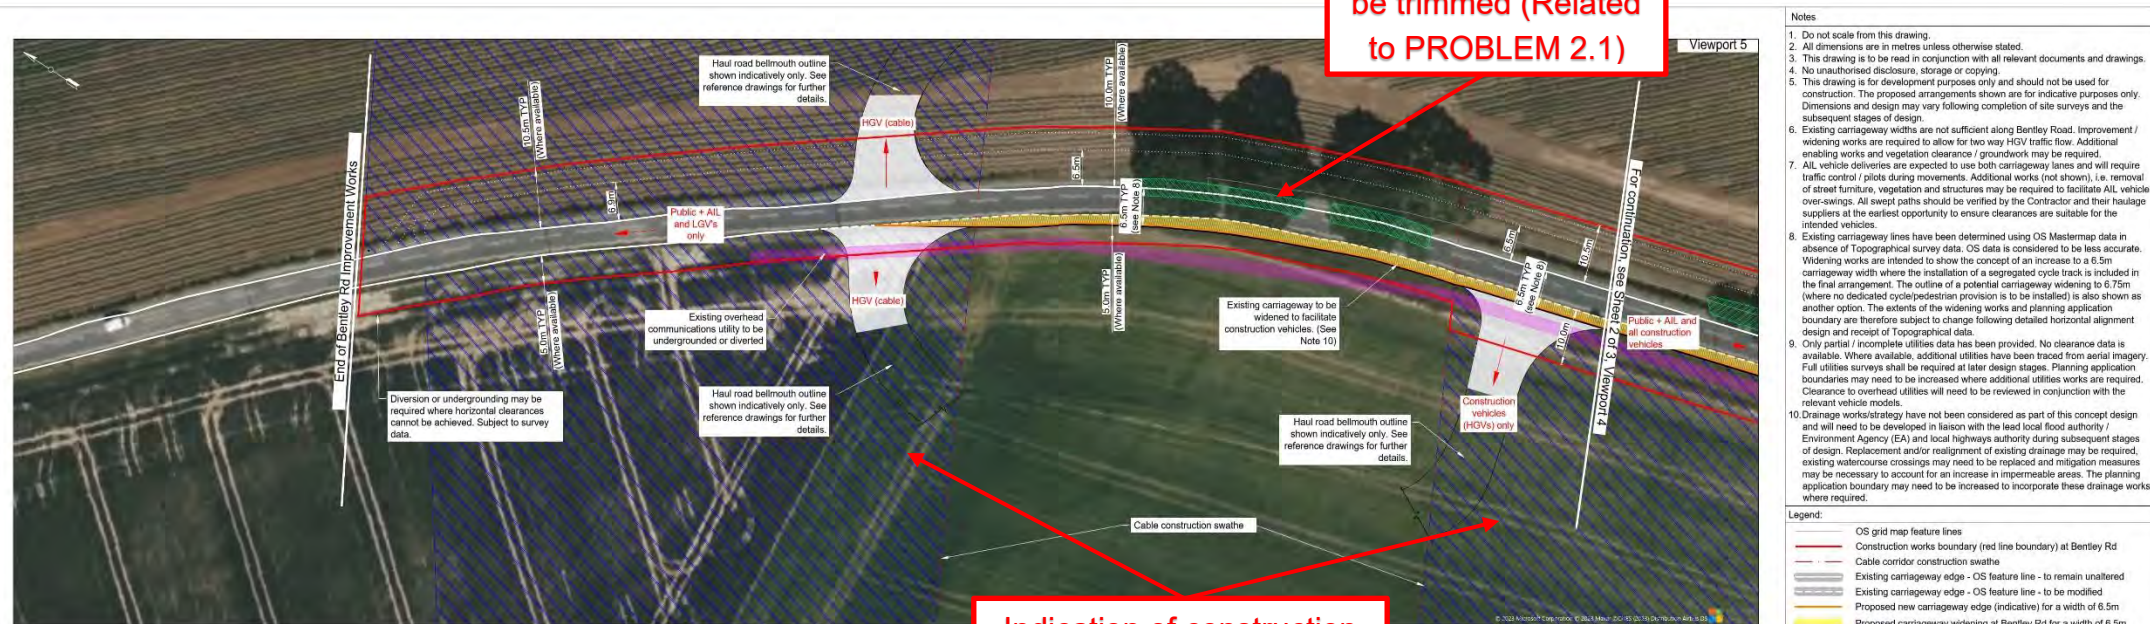 be trimmed (Related
to PROBLEM 2.1)
Viewport 5
Haul road bellmouth outline
shown indicatively only. See
reference drawings for further
details.
10.5m TYP
(Where available)
10.0m TYP
(Where available)
HGV (cable)
End of Bentley Rd Improvement Works
6.9m
6.5m
Public + AIL
and LGV's
only
6.5m TYP
(see Note 8)
6.5m
10.5m
For continuation, see Sheet 2 of 3, Viewport 4
6.5m TYP
(see Note 8)
HGV (cable)
5.0m TYP
(Where available)
5.0m TYP
(Where available)
Existing overhead
communications utility to be
undergrounded or diverted
Existing carriageway to be
widened to facilitate
construction vehicles. (See
Note 10)
10.0m
Public + AIL and
all construction
vehicles
Diversion or undergrounding may be
required where horizontal clearances
cannot be achieved. Subject to survey
data.
Haul road bellmouth outline
shown indicatively only. See
reference drawings for further
details.
Construction
vehicles
(HGVs) only
Haul road bellmouth outline
shown indicatively only. See
reference drawings for further
details.
Cable construction swathe
Indication of construction
Notes
1. Do not scale from this drawing.
2. All dimensions are in metres unless otherwise stated.
3. This drawing is to be read in conjunction with all relevant documents and drawings.
4. No unauthorised disclosure, storage or copying.
5. This drawing is for development purposes only and should not be used for
construction. The proposed arrangements shown are for indicative purposes only.
Dimensions and design may vary following completion of site surveys and the
subsequent stages of design.
6. Existing carriageway widths are not sufficient along Bentley Road. Improvement /
widening works are required to allow for two way HGV traffic flow. Additional
enabling works and vegetation clearance / groundwork may be required.
7. AIL vehicle deliveries are expected to use both carriageway lanes and will require
traffic control / pilots during movements. Additional works (not shown), i.e. removal
of street furniture, vegetation and structures may be required to facilitate AIL vehicle
over-swings. All swept paths should be verified by the Contractor and their haulage
suppliers at the earliest opportunity to ensure clearances are suitable for the
intended vehicles.
8. Existing carriageway lines have been determined using OS Mastermap data in
absence of Topographical survey data. OS data is considered to be less accurate.
Widening works are intended to show the concept of an increase to a 6.5m
carriageway width where the installation of a segregated cycle track is included in
the final arrangement. The outline of a potential carriageway widening to 6.75m
(where no dedicated cycle/pedestrian provision is to be installed) is also shown as
another option. The extents of the widening works and planning application
boundary are therefore subject to change following detailed horizontal alignment
design and receipt of Topographical data.
9. Only partial / incomplete utilities data has been provided. No clearance data is
available. Where available, additional utilities have been traced from aerial imagery.
Full utilities surveys shall be required at later design stages. Planning application
boundaries may need to be increased where additional utilities works are required.
Clearance to overhead utilities will need to be reviewed in conjunction with the
relevant vehicle models.
10. Drainage works/strategy have not been considered as part of this concept design
and will need to be developed in liaison with the lead local flood authority /
Environment Agency (EA) and local highways authority during subsequent stages
of design. Replacement and/or realignment of existing drainage may be required,
existing watercourse crossings may need to be replaced and mitigation measures
may be necessary to account for an increase in impermeable areas. The planning
application boundary may need to be increased to incorporate these drainage works
where required.
Legend:
OS grid map feature lines
Construction works boundary (red line boundary) at Bentley Rd
Cable corridor construction swathe
Existing carriageway edge - OS feature line - to remain unaltered
Existing carriageway edge - OS feature line - to be modified
Proposed new carriageway edge (indicative) for a width of 6.5m
Proposed carriageway widening at Bentley Rd for a width of 6.5m